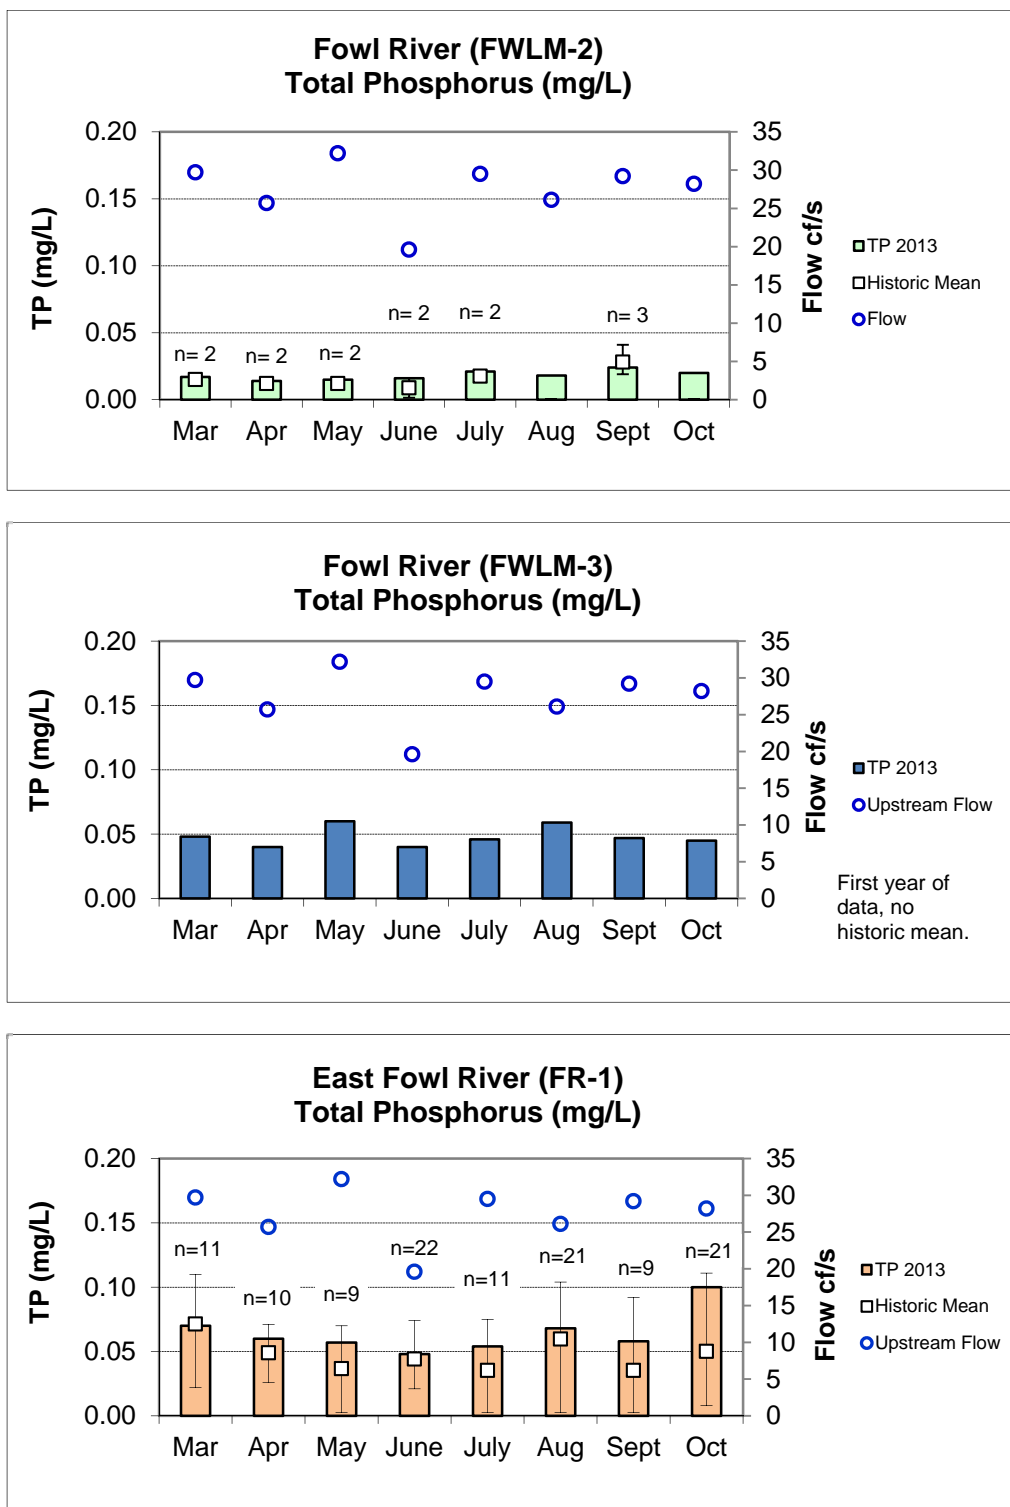 Fowl River (FWLM-2)
Total Phosphorus (mg/L)
TP (mg/L)
0.20
0.15
0.10
0.05
0.00
35
30
25
20
15
10
5
0
Flow cf/s
n= 2
n= 2
n= 2
n= 2
n= 2
n= 3
Mar Apr May June July Aug Sept Oct
TP 2013
Historic Mean
Flow
Fowl River (FWLM-3)
Total Phosphorus (mg/L)
TP (mg/L)
0.20
0.15
0.10
0.05
0.00
35
30
25
20
15
10
5
0
Flow cf/s
Mar Apr May June July Aug Sept Oct
TP 2013
Upstream Flow
First year of
data, no
historic mean.
East Fowl River (FR-1)
Total Phosphorus (mg/L)
TP (mg/L)
0.20
0.15
0.10
0.05
0.00
35
30
25
20
15
10
5
0
Flow cf/s
n=11
n=10
n=9
n=22
n=11
n=21
n=9
n=21
Mar Apr May June July Aug Sept Oct
TP 2013
Historic Mean
Upstream Flow